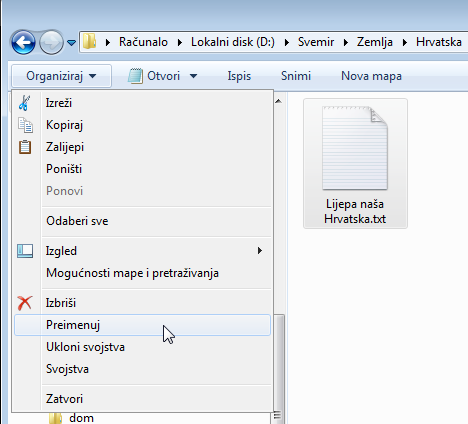 Računalo Lokalni disk (D:) Svemir Zemlja Hrvatska
Organiziraj Otvori Ispis Snimi Nova mapa
Izreži
Kopiraj
Zalijepi
Poništi
Ponovi
Odaberi sve
Izgled
Mogućnosti mape i pretraživanja
Izbriši
Preimenuj
Ukloni svojstva
Svojstva
Zatvori
dom
Lijepa naša
Hrvatska.txt